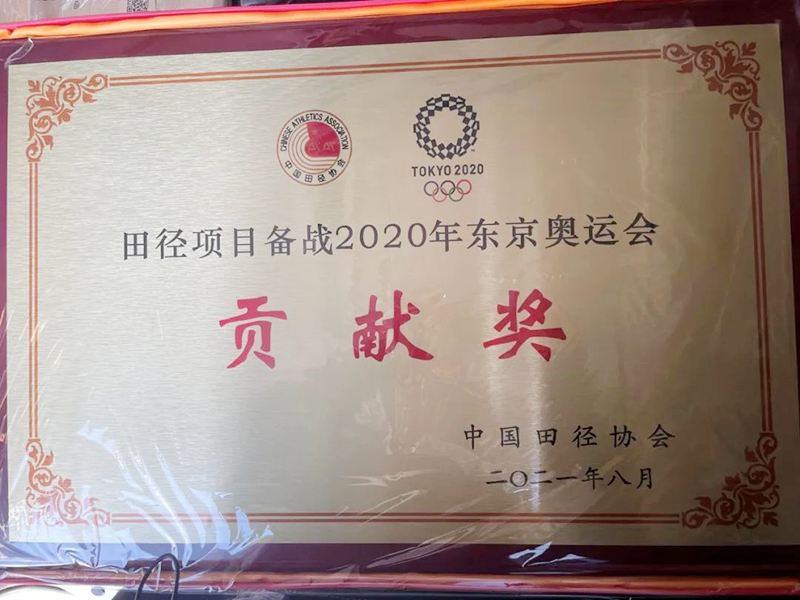 CHINESE ATHLETICS ASSOCIATION
中国田径协会
TOKYO 2020
田径项目备战2020年东京奥运会
贡献奖
中国田径协会
二〇二一年八月